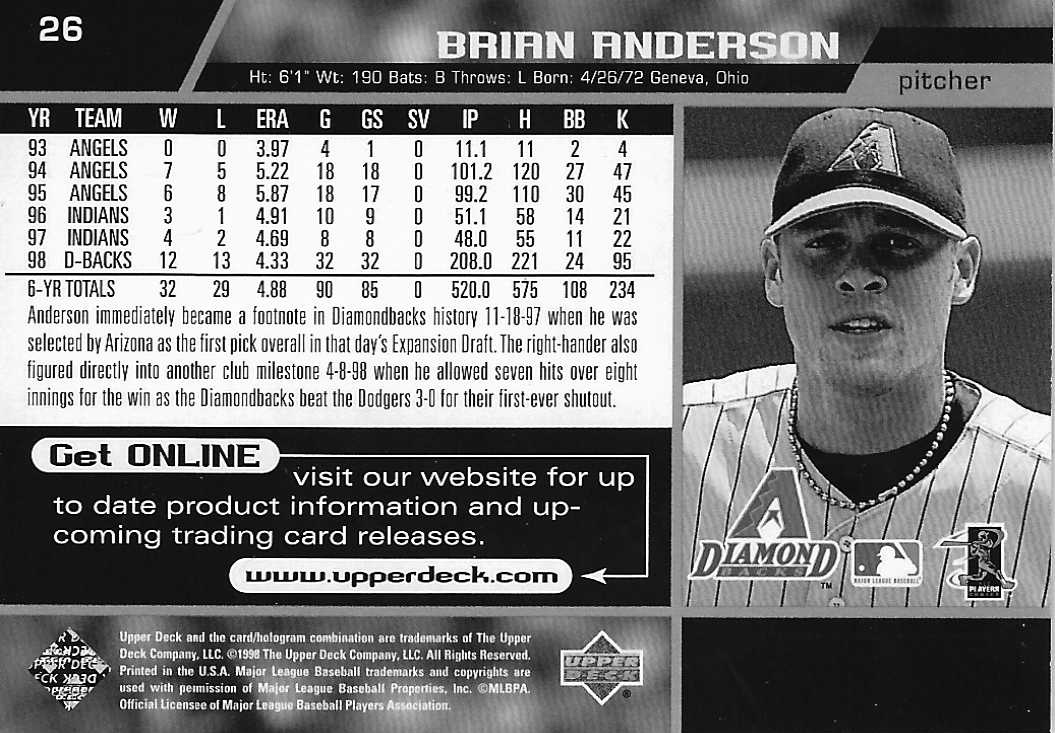 26
BRIAN ANDERSON
Ht: 6'1" Wt: 190 Bats: B Throws: L Born: 4/26/72 Geneva, Ohio
pitcher
YR TEAM W L ERA G GS SV IP H BB K
93 ANGELS 0 0 3.97 4 1 0 11.1 11 2 4
94 ANGELS 7 5 5.22 18 18 0 101.2 120 27 47
95 ANGELS 6 8 5.87 18 17 0 99.2 110 30 45
96 INDIANS 3 1 4.91 10 9 0 51.1 58 14 21
97 INDIANS 4 2 4.69 8 8 0 48.0 55 11 22
98 D-BACKS 12 13 4.33 32 32 0 208.0 221 24 95
6-YR TOTALS 32 29 4.88 90 85 0 520.0 575 108 234
Anderson immediately became a footnote in Diamondbacks history 11-18-97 when he was
selected by Arizona as the first pick overall in that day's Expansion Draft. The right-hander also
figured directly into another club milestone 4-8-98 when he allowed seven hits over eight
innings for the win as the Diamondbacks beat the Dodgers 3-0 for their first-ever shutout.
Get ONLINE
visit our website for up
to date product information and up-
coming trading card releases.
www.upperdeck.com
DIAMOND
BACKS
TM
MAJOR LEAGUE BASEBALL
PLAYERS
CHOICE
Upper Deck and the card/hologram combination are trademarks of The Upper
Deck Company, LLC. ©1998 The Upper Deck Company, LLC. All Rights Reserved.
Printed in the U.S.A. Major League Baseball trademarks and copyrights are
used with permission of Major League Baseball Properties, Inc. ©MLBPA.
Official Licensee of Major League Baseball Players Association.
UPPER
DECK
®